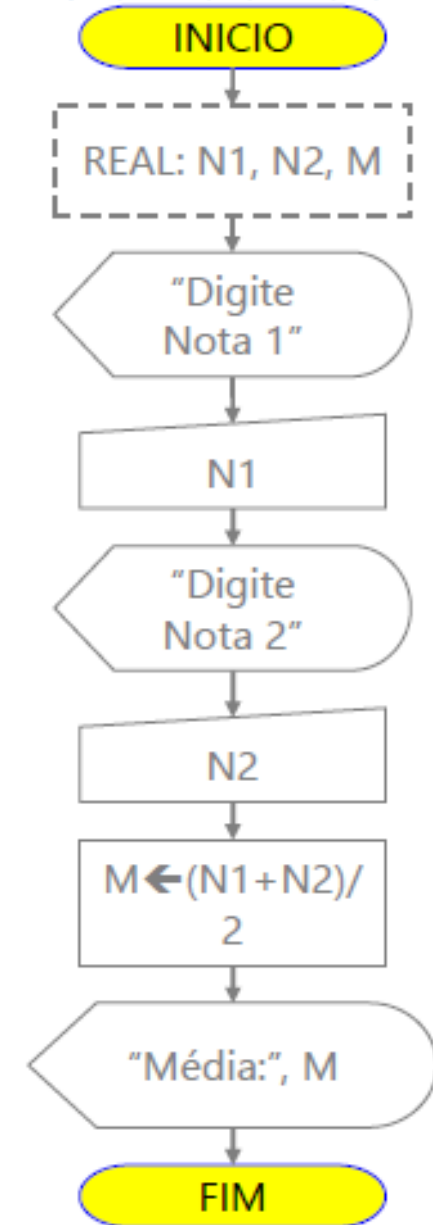 INICIO
REAL: N1, N2, M
“Digite
Nota 1”
N1
“Digite
Nota 2”
N2
M🡸(N1+N2)/
2
“Média:”, M
FIM